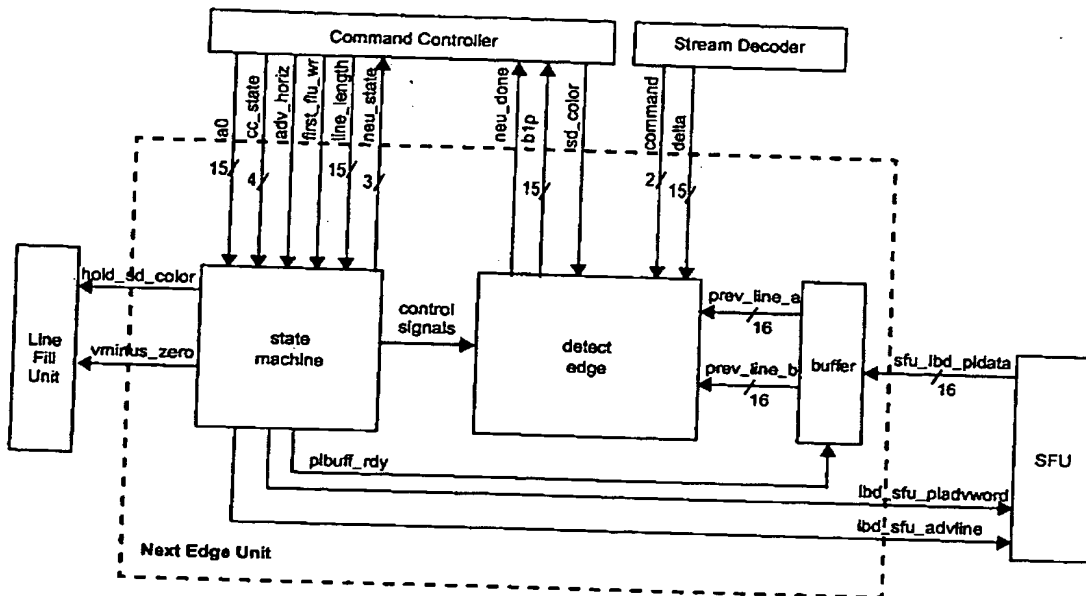 Command Controller
Stream Decoder
a0
cc_state
adv_horiz
first_flu_wr
line_length
neu_state
neu_done
b1p
sd_color
command
delta
15
4
15
3
15
2
15
hold_sd_color
vminus_zero
Line
Fill
Unit
state
machine
control
signals
detect
edge
prev_line_a
16
prev_line_b
16
buffer
sfu_lbd_pldata
16
SFU
plbuff_rdy
lbd_sfu_pladvword
lbd_sfu_advline
Next Edge Unit